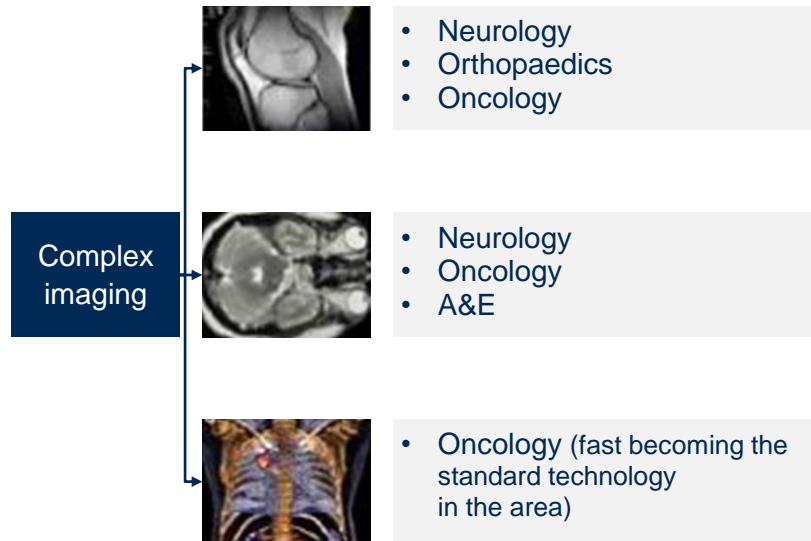 • Neurology
• Orthopaedics
• Oncology
Complex
imaging
• Neurology
• Oncology
• A&E
• Oncology (fast becoming the
standard technology
in the area)